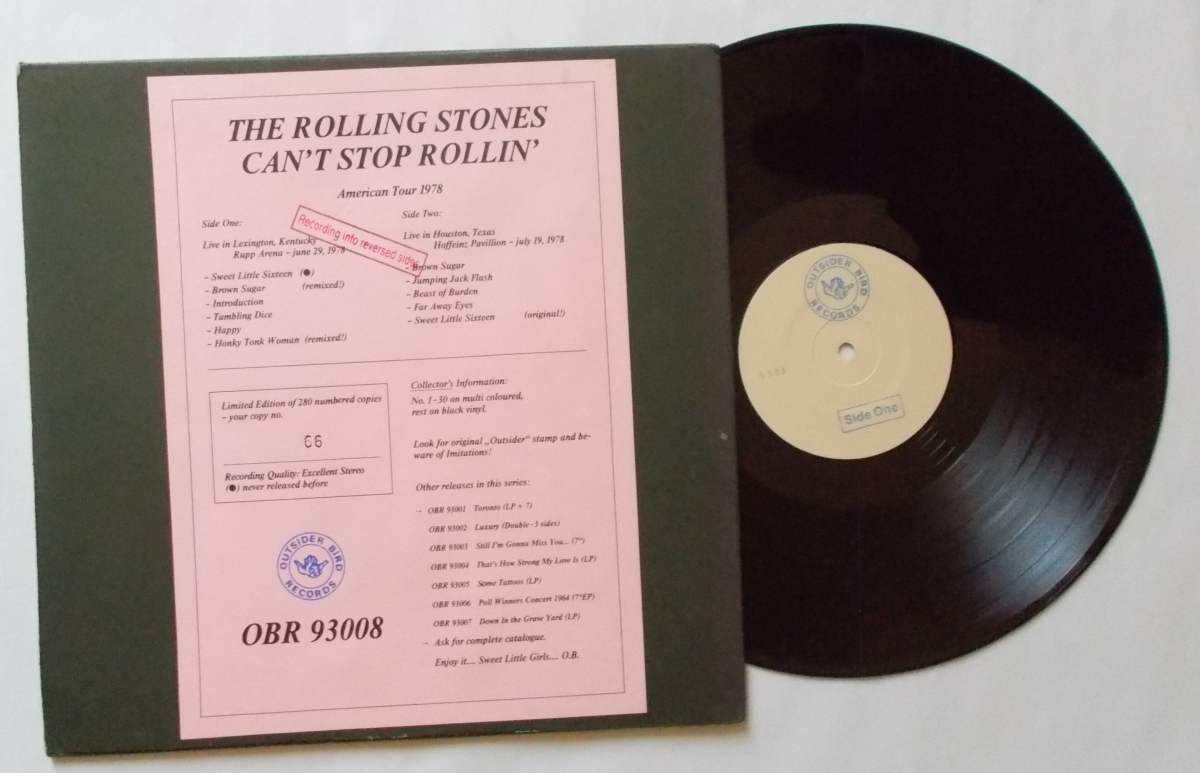 THE ROLLING STONES
CAN'T STOP ROLLIN'
American Tour 1978
Recording info reversed sides
Side One:
Live in Lexington, Kentucky
Rupp Arena – june 29, 1978
– Sweet Little Sixteen (●)
– Brown Sugar (remixed!)
– Introduction
– Tumbling Dice
– Happy
– Honky Tonk Woman (remixed!)
Side Two:
Live in Houston, Texas
Hoffeinz Pavillion – july 19, 1978
– Brown Sugar
– Jumping Jack Flash
– Beast of Burden
– Far Away Eyes
– Sweet Little Sixteen (original!)
Limited Edition of 280 numbered copies
– your copy no.
66
Recording Quality: Excellent Stereo
(●) never released before
OUTSIDER BIRD
RECORDS
OBR 93008
Collector's Information:
No. 1-30 on multi coloured,
rest on black vinyl.
Look for original „Outsider" stamp and be-
ware of Imitations!
Other releases in this series:
– OBR 93001 Toronto (LP + 7)
OBR 93002 Luxury (Double - 3 sides)
OBR 93003 Still I'm Gonna Miss You... (7")
OBR 93004 That's How Strong My Love Is (LP)
OBR 93005 Some Tattoos (LP)
OBR 93006 Poll Winners Concert 1964 (7"EP)
OBR 93007 Down In the Grave Yard (LP)
– Ask for complete catalogue.
Enjoy it.... Sweet Little Girls.... O.B.
OUTSIDER BIRD
RECORDS
Side One